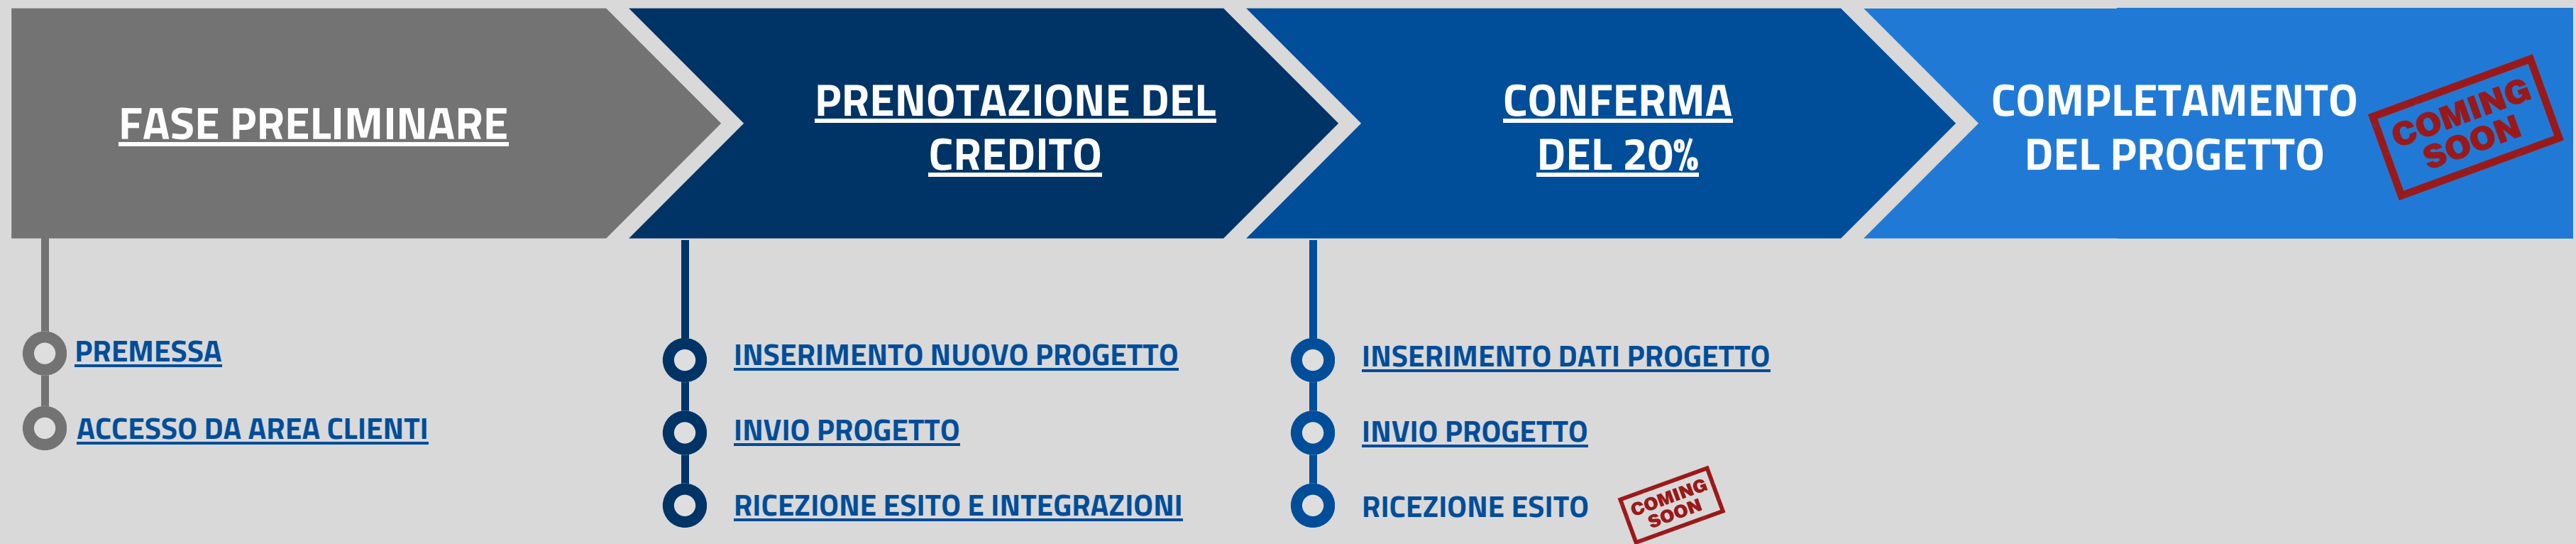 FASE PRELIMINARE
PRENOTAZIONE DEL
CREDITO
CONFERMA
DEL 20%
COMPLETAMENTO
DEL PROGETTO
COMING
SOON
PREMESSA
ACCESSO DA AREA CLIENTI
INSERIMENTO NUOVO PROGETTO
INVIO PROGETTO
RICEZIONE ESITO E INTEGRAZIONI
INSERIMENTO DATI PROGETTO
INVIO PROGETTO
RICEZIONE ESITO
COMING
SOON